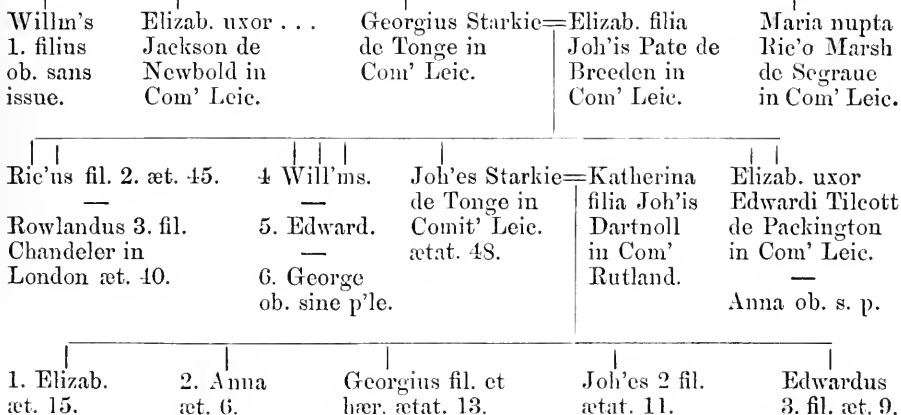 Willm's
1. filius
ob. sans
issue.
Elizab. uxor . . .
Jackson de
Newbold in
Com' Leic.
Georgius Starkie=Elizab. filia
de Tonge in
Com' Leic.
Joh'is Pate de
Breeden in
Com' Leic.
Maria nupta
Ric'o Marsh
de Segraue
in Com' Leic.
Ric'us fil. 2. æt. 45.
—
Rowlandus 3. fil.
Chandeler in
London æt. 40.
4 Will'ms.
—
5. Edward.
—
6. George
ob. sine p'le.
Joh'es Starkie=Katherina
de Tonge in
Comit' Leic.
ætat. 48.
filia Joh'is
Dartnoll
in Com'
Rutland.
Elizab. uxor
Edwardi Tilcott
de Packington
in Com' Leic.
—
Anna ob. s. p.
1. Elizab.
æt. 15.
2. Anna
æt. 6.
Georgius fil. et
hær. ætat. 13.
Joh'es 2 fil.
ætat. 11.
Edwardus
3. fil. æt. 9.